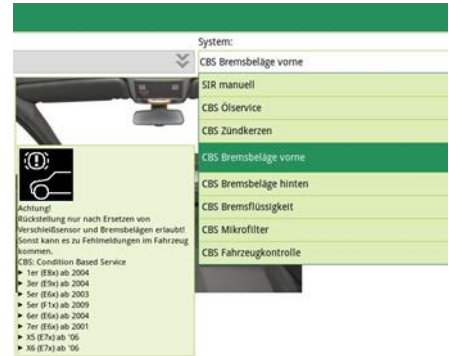 System:
CBS Bremsbeläge vorne
SIR manuell
CBS Ölservice
CBS Zündkerzen
CBS Bremsbeläge vorne
CBS Bremsbeläge hinten
CBS Bremsflüssigkeit
CBS Mikrofilter
CBS Fahrzeugkontrolle
Achtung!
Rückstellung nur nach Ersetzen von
Verschleißsensor und Bremsbelägen erlaubt!
Sonst kann es zu Fehlmeldungen im Fahrzeug
kommen.
CBS: Condition Based Service
► 1er (E8x) ab 2004
► 3er (E9x) ab 2004
► 5er (E6x) ab 2003
► 5er (F1x) ab 2009
► 6er (E6x) ab 2004
► 7er (E6x) ab 2001
► X5 (E7x) ab '06
► X6 (E7x) ab '06